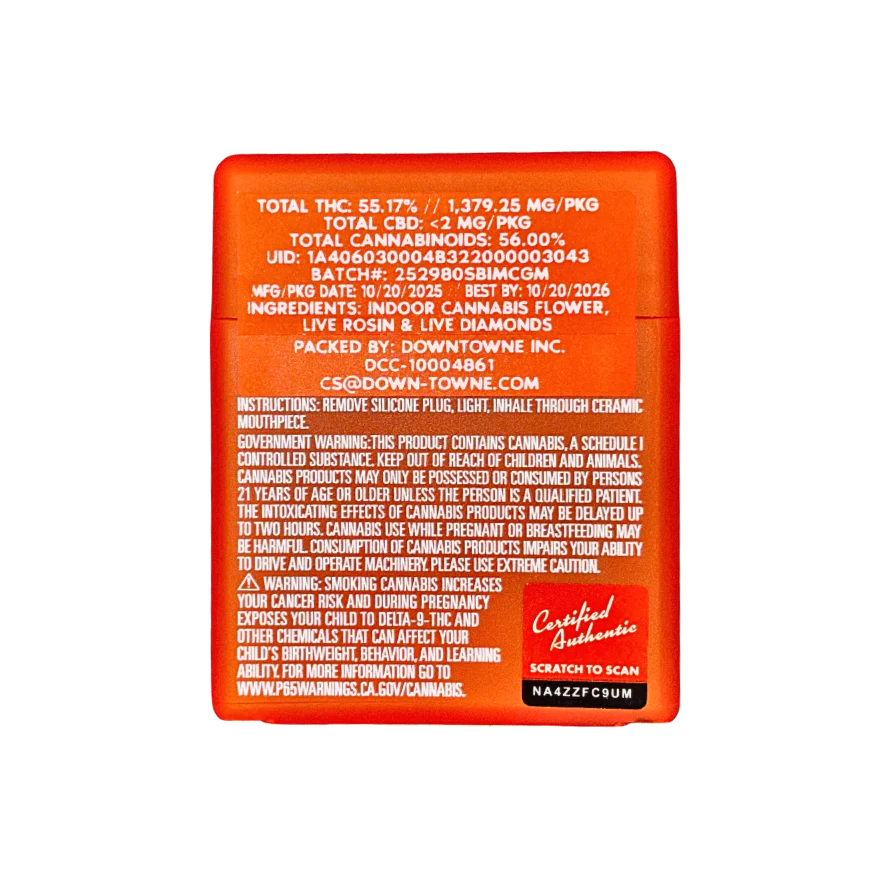 TOTAL THC: 55.17% // 1,379.25 MG/PKG
TOTAL CBD: <2 MG/PKG
TOTAL CANNABINOIDS: 56.00%
UID: 1A406030004B322000003043
BATCH#: 252980SBIMCGM
MFG/PKG DATE: 10/20/2025 // BEST BY: 10/20/2026
INGREDIENTS: INDOOR CANNABIS FLOWER,
LIVE ROSIN & LIVE DIAMONDS
PACKED BY: DOWNTOWNE INC.
DCC-10004861
CS@DOWN-TOWNE.COM
INSTRUCTIONS: REMOVE SILICONE PLUG, LIGHT, INHALE THROUGH CERAMIC
MOUTHPIECE.
GOVERNMENT WARNING:THIS PRODUCT CONTAINS CANNABIS, A SCHEDULE I
CONTROLLED SUBSTANCE. KEEP OUT OF REACH OF CHILDREN AND ANIMALS.
CANNABIS PRODUCTS MAY ONLY BE POSSESSED OR CONSUMED BY PERSONS
21 YEARS OF AGE OR OLDER UNLESS THE PERSON IS A QUALIFIED PATIENT.
THE INTOXICATING EFFECTS OF CANNABIS PRODUCTS MAY BE DELAYED UP
TO TWO HOURS. CANNABIS USE WHILE PREGNANT OR BREASTFEEDING MAY
BE HARMFUL. CONSUMPTION OF CANNABIS PRODUCTS IMPAIRS YOUR ABILITY
TO DRIVE AND OPERATE MACHINERY. PLEASE USE EXTREME CAUTION.
⚠ WARNING: SMOKING CANNABIS INCREASES
YOUR CANCER RISK AND DURING PREGNANCY
EXPOSES YOUR CHILD TO DELTA-9-THC AND
OTHER CHEMICALS THAT CAN AFFECT YOUR
CHILD'S BIRTHWEIGHT, BEHAVIOR, AND LEARNING
ABILITY. FOR MORE INFORMATION GO TO
WWW.P65WARNINGS.CA.GOV/CANNABIS.
Certified
Authentic
SCRATCH TO SCAN
NA4ZZFC9UM